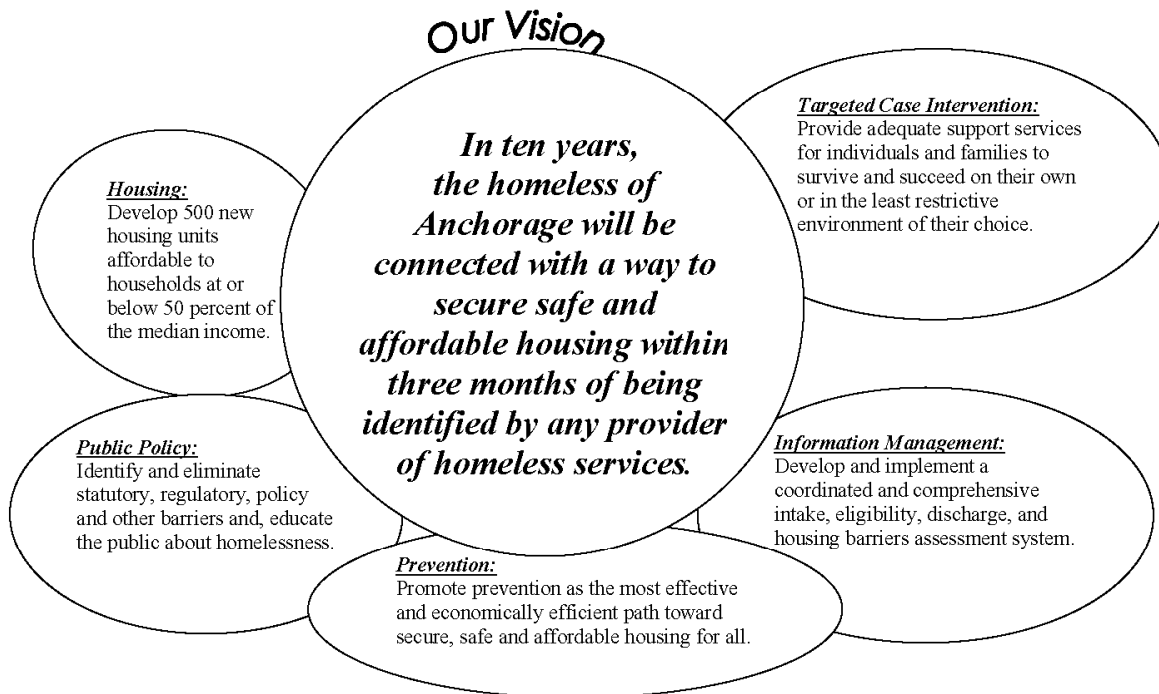 Our Vision
In ten years,
the homeless of
Anchorage will be
connected with a way to
secure safe and
affordable housing within
three months of being
identified by any provider
of homeless services.
Targeted Case Intervention:
Provide adequate support services
for individuals and families to
survive and succeed on their own
or in the least restrictive
environment of their choice.
Housing:
Develop 500 new
housing units
affordable to
households at or
below 50 percent of
the median income.
Public Policy:
Identify and eliminate
statutory, regulatory, policy
and other barriers and, educate
the public about homelessness.
Information Management:
Develop and implement a
coordinated and comprehensive
intake, eligibility, discharge, and
housing barriers assessment system.
Prevention:
Promote prevention as the most effective
and economically efficient path toward
secure, safe and affordable housing for all.